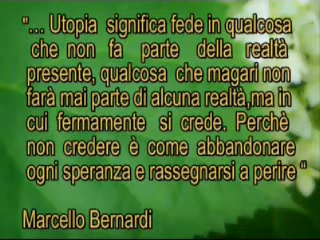 "... Utopia significa fede in qualcosa
che non fa parte della realtà
presente, qualcosa che magari non
farà mai parte di alcuna realtà,ma in
cui fermamente si crede. Perchè
non credere è come abbandonare
ogni speranza e rassegnarsi a perire “
Marcello Bernardi